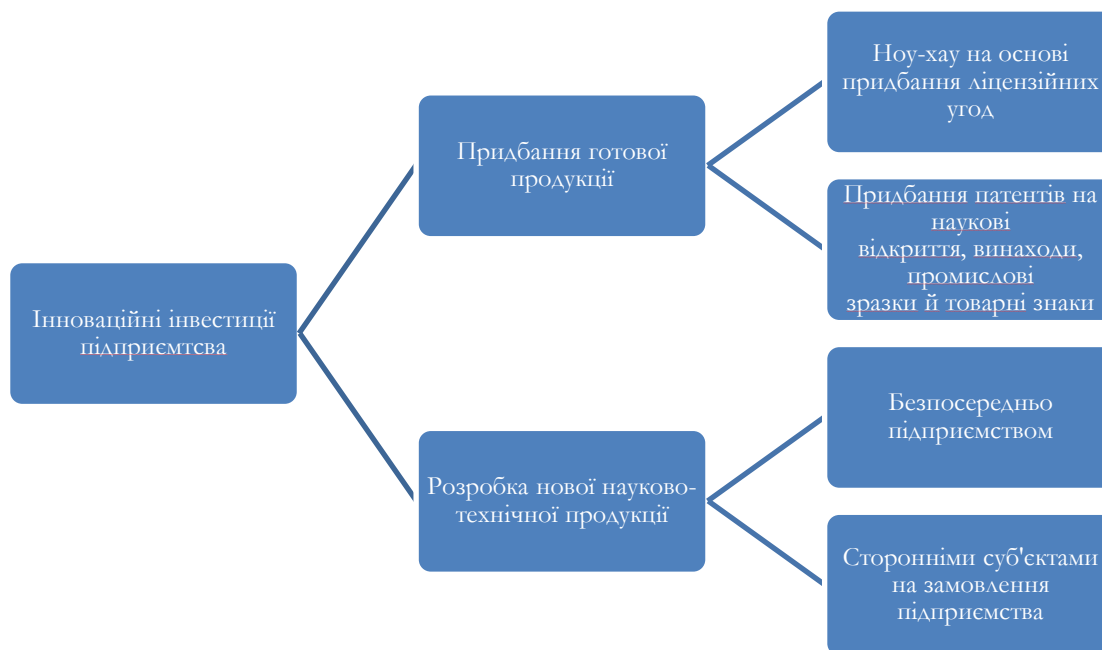 Інноваційні інвестиції
підприємтсва
Придбання готової
продукції
Ноу-хау на основі
придбання ліцензійних
угод
Придбання патентів на
наукові
відкриття, винаходи,
промислові
зразки й товарні знаки
Розробка нової науково-
технічної продукції
Безпосередньо
підприємством
Сторонніми суб'єктами
на замовлення
підприємства